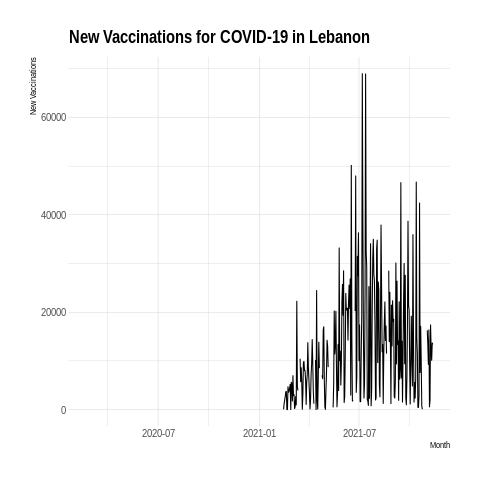 New Vaccinations for COVID-19 in Lebanon
New Vaccinations
60000
40000
20000
0
2020-07
2021-01
2021-07
Month